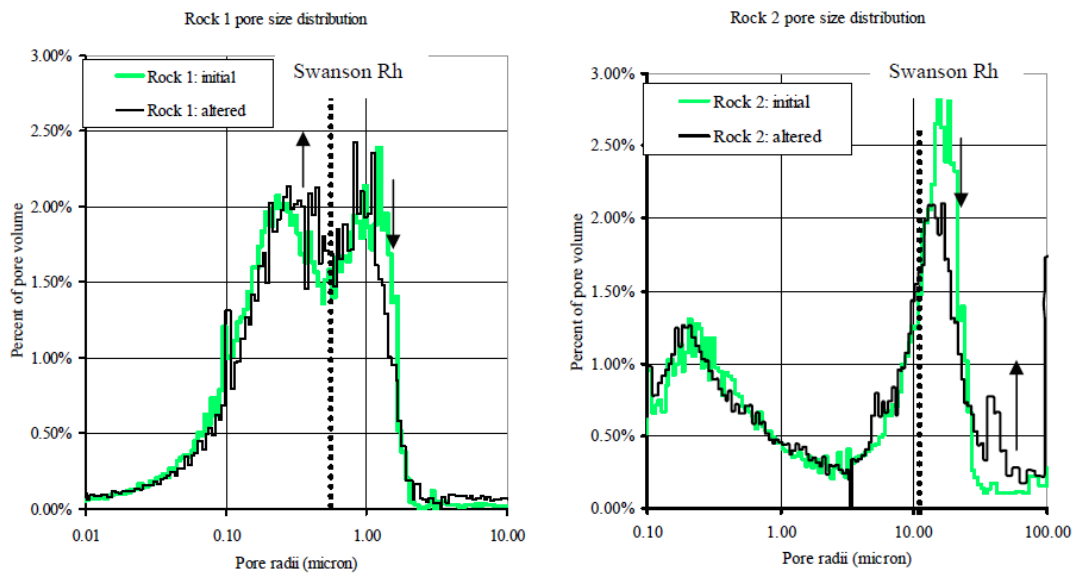 Rock 1 pore size distribution
3.00%
2.50%
2.00%
1.50%
1.00%
0.50%
0.00%
Percent of pore volume
Rock 1: initial
Rock 1: altered
Swanson Rh
0.01 0.10 1.00 10.00
Pore radii (micron)
Rock 2 pore size distribution
3.00%
2.50%
2.00%
1.50%
1.00%
0.50%
0.00%
Percent of pore volume
Rock 2: initial
Rock 2: altered
Swanson Rh
0.10 1.00 10.00 100.00
Pore radii (micron)